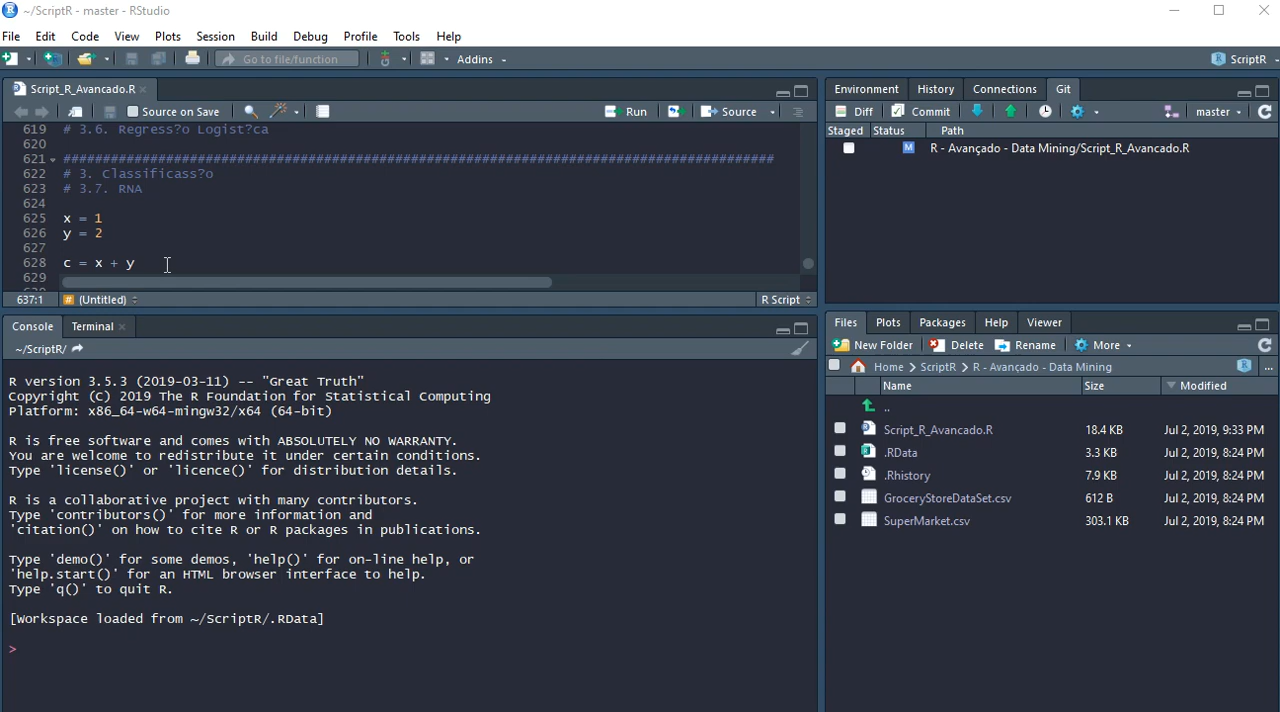 ~/ScriptR - master - RStudio
File Edit Code View Plots Session Build Debug Profile Tools Help
Go to file/function Addins ScriptR
Script_R_Avancado.R
Source on Save Run Source
619 # 3.6. Regress?o Logist?ca
620
621 ###########################################################################################
622 # 3. Classificass?o
623 # 3.7. RNA
624
625 x = 1
626 y = 2
627
628 c = x + y
629
637:1 # (Untitled) R Script
Console Terminal
~/ScriptR/
R version 3.5.3 (2019-03-11) -- "Great Truth"
Copyright (C) 2019 The R Foundation for Statistical Computing
Platform: x86_64-w64-mingw32/x64 (64-bit)
R is free software and comes with ABSOLUTELY NO WARRANTY.
You are welcome to redistribute it under certain conditions.
Type 'license()' or 'licence()' for distribution details.
R is a collaborative project with many contributors.
Type 'contributors()' for more information and
'citation()' on how to cite R or R packages in publications.
Type 'demo()' for some demos, 'help()' for on-line help, or
'help.start()' for an HTML browser interface to help.
Type 'q()' to quit R.
[Workspace loaded from ~/ScriptR/.RData]
>
Environment History Connections Git
Diff Commit master
Staged Status Path
M R - Avançado - Data Mining/Script_R_Avancado.R
Files Plots Packages Help Viewer
New Folder Delete Rename More
Home ScriptR R - Avançado - Data Mining ...
Name Size Modified
..
Script_R_Avancado.R 18.4 KB Jul 2, 2019, 9:33 PM
.RData 3.3 KB Jul 2, 2019, 8:24 PM
.Rhistory 7.9 KB Jul 2, 2019, 8:24 PM
GroceryStoreDataSet.csv 612 B Jul 2, 2019, 8:24 PM
SuperMarket.csv 303.1 KB Jul 2, 2019, 8:24 PM